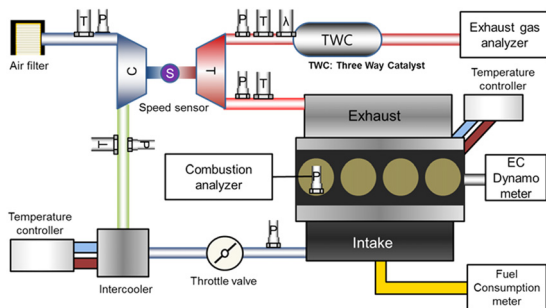 T P
P T λ
TWC
Exhaust gas
analyzer
Air filter
C
S
T
TWC: Three Way Catalyst
Speed sensor
P T
Temperature
controller
Exhaust
T P
Combustion
analyzer
P
EC
Dynamo
meter
Temperature
controller
P
Intake
Intercooler
Throttle valve
Fuel
Consumption
meter